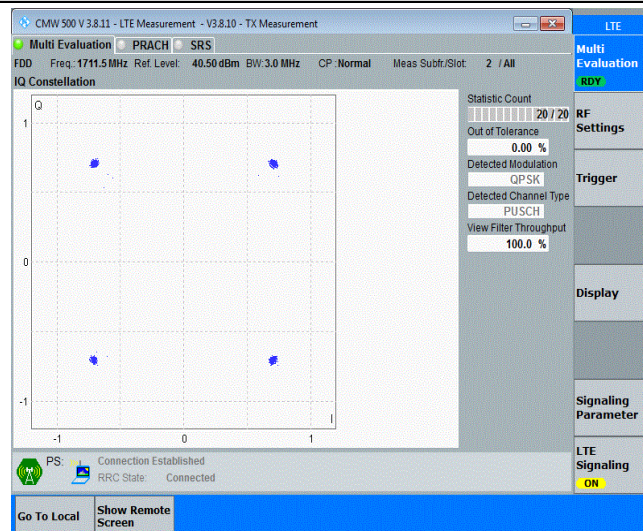 CMW 500 V 3.8.11 - LTE Measurement - V3.8.10 - TX Measurement
LTE
Multi Evaluation PRACH SRS
Multi
Evaluation
RDY
FDD Freq.: 1711.5 MHz Ref. Level: 40.50 dBm BW: 3.0 MHz CP: Normal Meas Subfr./Slot: 2 / All
IQ Constellation
Q
1
0
-1
-1 0 1
I
Statistic Count
20 / 20
Out of Tolerance
0.00 %
Detected Modulation
QPSK
Detected Channel Type
PUSCH
View Filter Throughput
100.0 %
RF
Settings
Trigger
Display
Signaling
Parameter
LTE
Signaling
ON
PS: Connection Established
RRC State: Connected
Go To Local
Show Remote
Screen